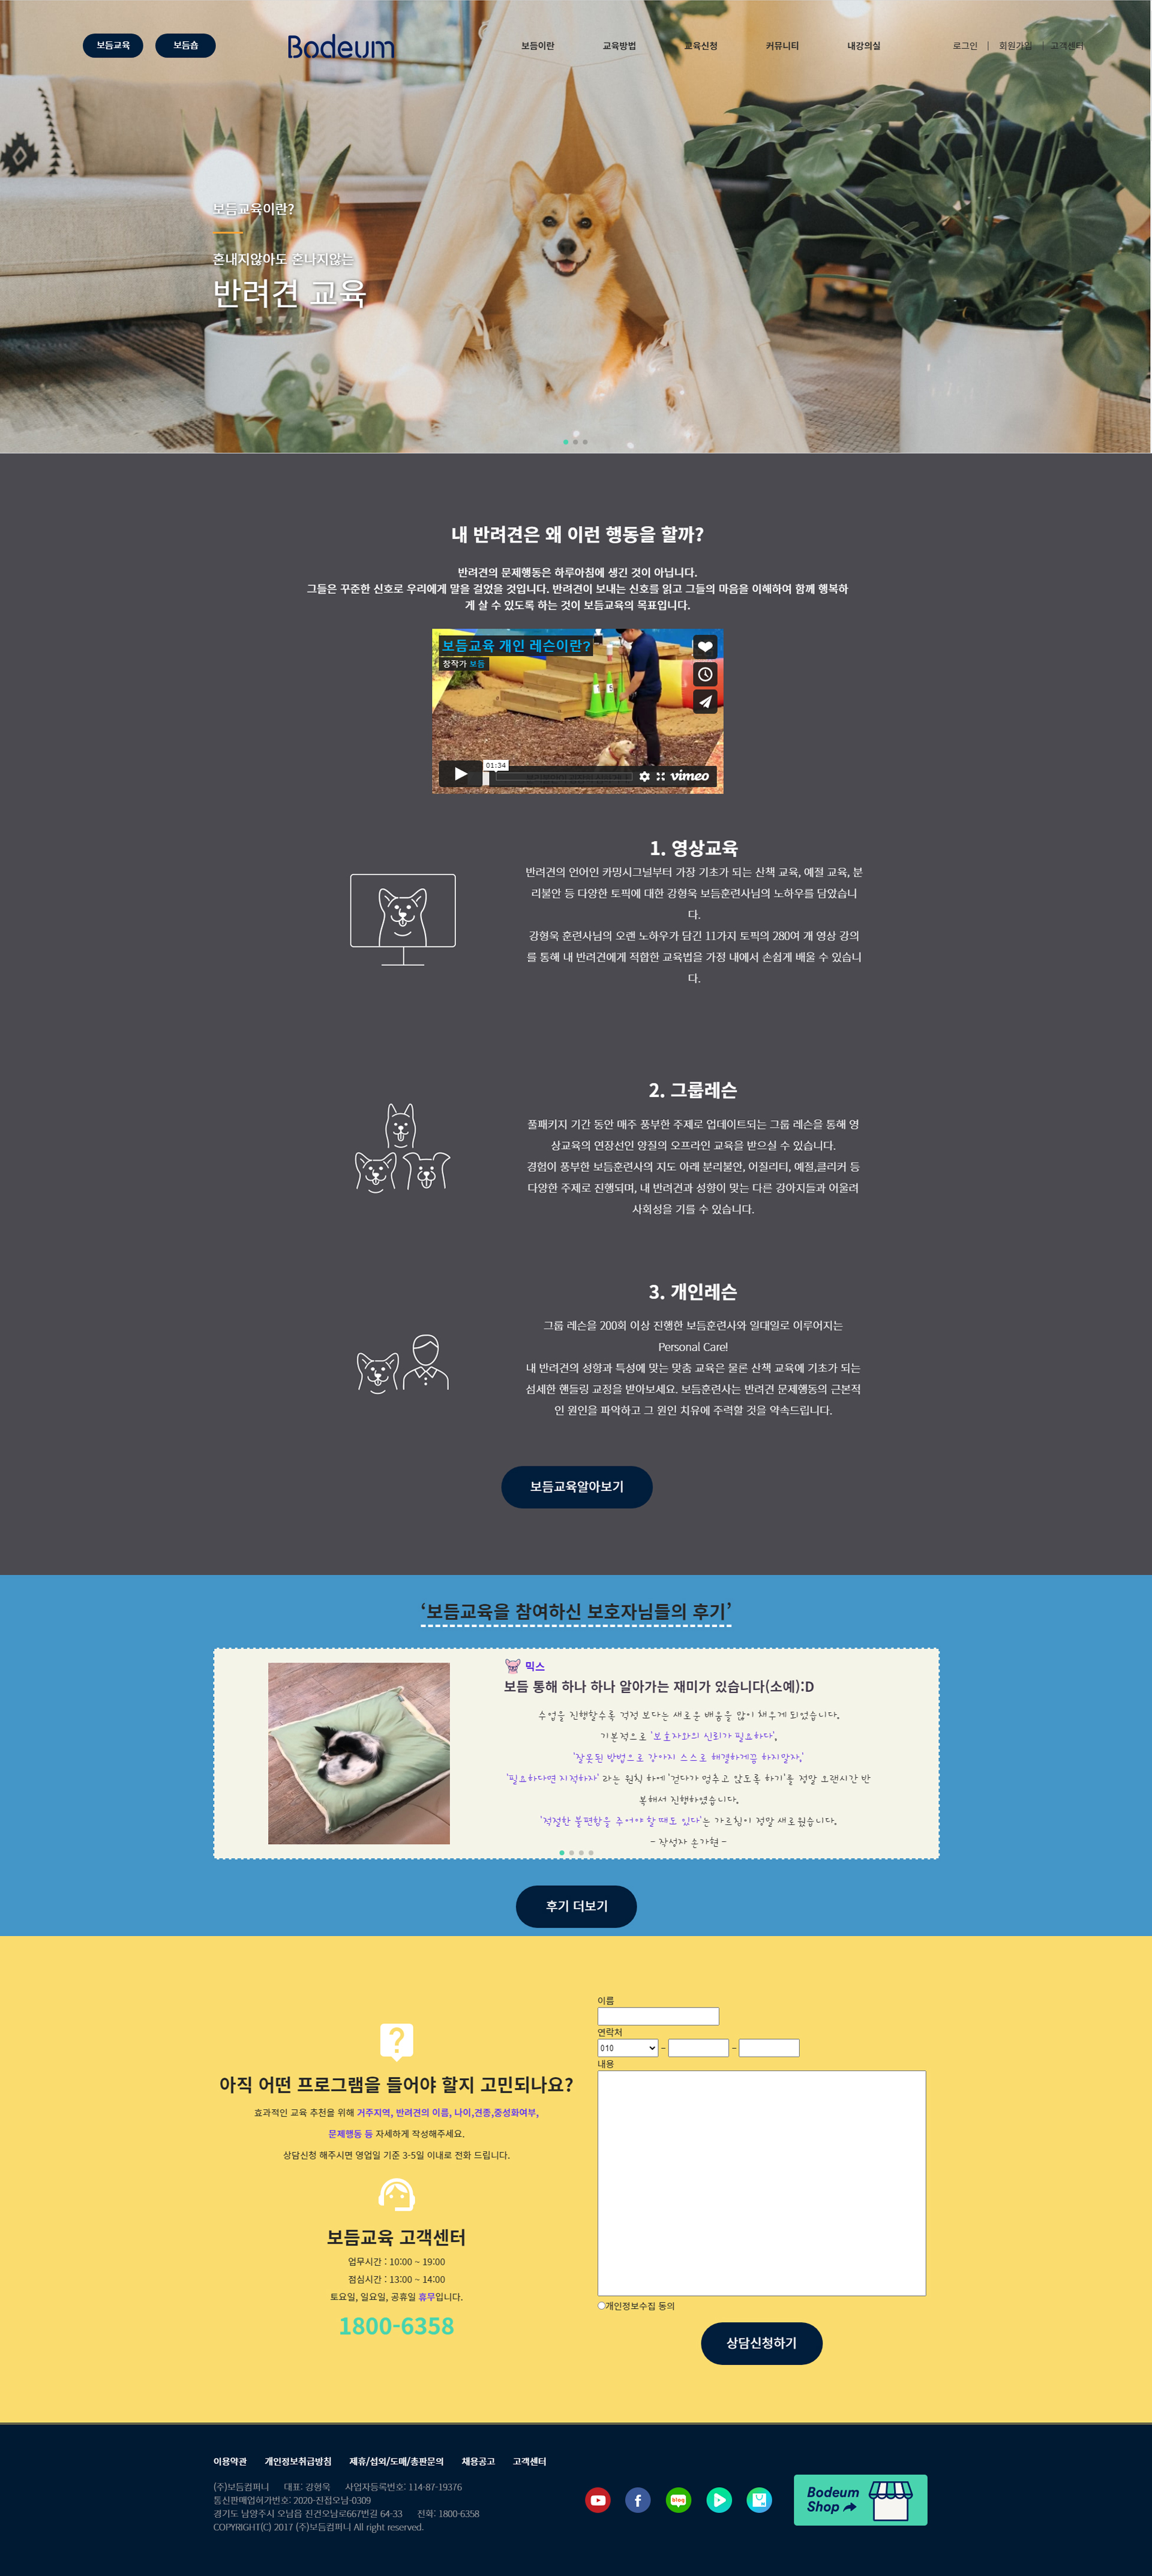 보듬교육
보듬숍
Bodeum
보듬이란
교육방법
교육신청
커뮤니티
내강의실
로그인 | 회원가입 | 고객센터
보듬교육이란?
혼내지않아도 혼나지않는
반려견 교육
내 반려견은 왜 이런 행동을 할까?
반려견의 문제행동은 하루아침에 생긴 것이 아닙니다.
그들은 꾸준한 신호로 우리에게 말을 걸었을 것입니다. 반려견이 보내는 신호를 읽고 그들의 마음을 이해하여 함께 행복하
게 살 수 있도록 하는 것이 보듬교육의 목표입니다.
보듬교육 개인 레슨이란?
창작가 보듬
01:34
vimeo
1. 영상교육
반려견의 언어인 카밍시그널부터 가장 기초가 되는 산책 교육, 예절 교육, 분
리불안 등 다양한 토픽에 대한 강형욱 보듬훈련사님의 노하우를 담았습니
다.
강형욱 훈련사님의 오랜 노하우가 담긴 11가지 토픽의 280여 개 영상 강의
를 통해 내 반려견에게 적합한 교육법을 가정 내에서 손쉽게 배울 수 있습니
다.
2. 그룹레슨
풀패키지 기간 동안 매주 풍부한 주제로 업데이트되는 그룹 레슨을 통해 영
상교육의 연장선인 양질의 오프라인 교육을 받으실 수 있습니다.
경험이 풍부한 보듬훈련사의 지도 아래 분리불안, 어질리티, 예절,클리커 등
다양한 주제로 진행되며, 내 반려견과 성향이 맞는 다른 강아지들과 어울려
사회성을 기를 수 있습니다.
3. 개인레슨
그룹 레슨을 200회 이상 진행한 보듬훈련사와 일대일로 이루어지는
Personal Care!
내 반려견의 성향과 특성에 맞는 맞춤 교육은 물론 산책 교육에 기초가 되는
섬세한 핸들링 교정을 받아보세요. 보듬훈련사는 반려견 문제행동의 근본적
인 원인을 파악하고 그 원인 치유에 주력할 것을 약속드립니다.
보듬교육알아보기
‘보듬교육을 참여하신 보호자님들의 후기’
믹스
보듬 통해 하나 하나 알아가는 재미가 있습니다(소예):D
수업을 진행할수록 걱정 보다는 새로운 배움을 많이 채우게 되었습니다.
기본적으로 '보호자와의 신뢰가 필요하다',
'잘못된 방법으로 강아지 스스로 해결하게끔 하지말자,'
'필요하다면 지적하자' 라는 원칙 하에 '걷다가 멈추고 앉도록 하기'를 정말 오랜시간 반
복해서 진행하였습니다.
'적절한 불편함을 주어야 할 때도 있다'는 가르침이 정말 새로웠습니다.
- 작성자 손가현 -
후기 더보기
아직 어떤 프로그램을 들어야 할지 고민되나요?
효과적인 교육 추천을 위해 거주지역, 반려견의 이름, 나이,견종,중성화여부,
문제행동 등 자세하게 작성해주세요.
상담신청 해주시면 영업일 기준 3-5일 이내로 전화 드립니다.
보듬교육 고객센터
업무시간 : 10:00 ~ 19:00
점심시간 : 13:00 ~ 14:00
토요일, 일요일, 공휴일 휴무입니다.
1800-6358
이름
연락처
010 - -
내용
개인정보수집 동의
상담신청하기
이용약관
개인정보취급방침
제휴/섭외/도매/총판문의
채용공고
고객센터
(주)보듬컴퍼니 대표: 강형욱 사업자등록번호: 114-87-19376
통신판매업허가번호: 2020-진접오남-0309
경기도 남양주시 오남읍 진건오남로667번길 64-33 전화: 1800-6358
COPYRIGHT(C) 2017 (주)보듬컴퍼니 All right reserved.
blog
Bodeum
Shop